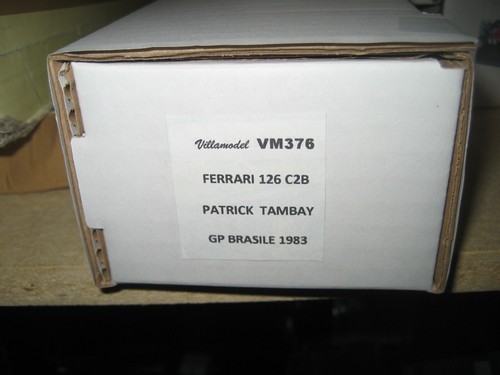 Villamodel VM376
FERRARI 126 C2B
PATRICK TAMBAY
GP BRASILE 1983